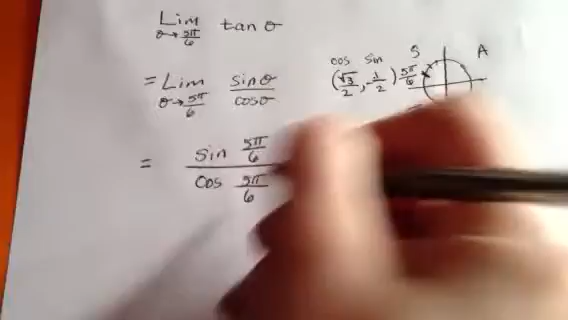 Lim θ→5π/6 tan θ
= Lim θ→5π/6 sinθ/cosθ
cos sin S A
(√3/2, 1/2) 5π/6
= sin 5π/6 / cos 5π/6